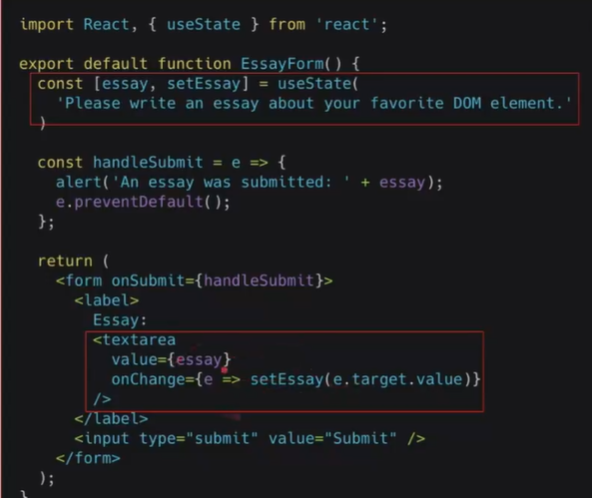 import React, { useState } from 'react';
export default function EssayForm() {
const [essay, setEssay] = useState(
'Please write an essay about your favorite DOM element.'
)
const handleSubmit = e => {
alert('An essay was submitted: ' + essay);
e.preventDefault();
};
return (
<form onSubmit={handleSubmit}>
<label>
Essay:
<textarea
value={essay}
onChange={e => setEssay(e.target.value)}
/>
</label>
<input type="submit" value="Submit" />
</form>
);
}